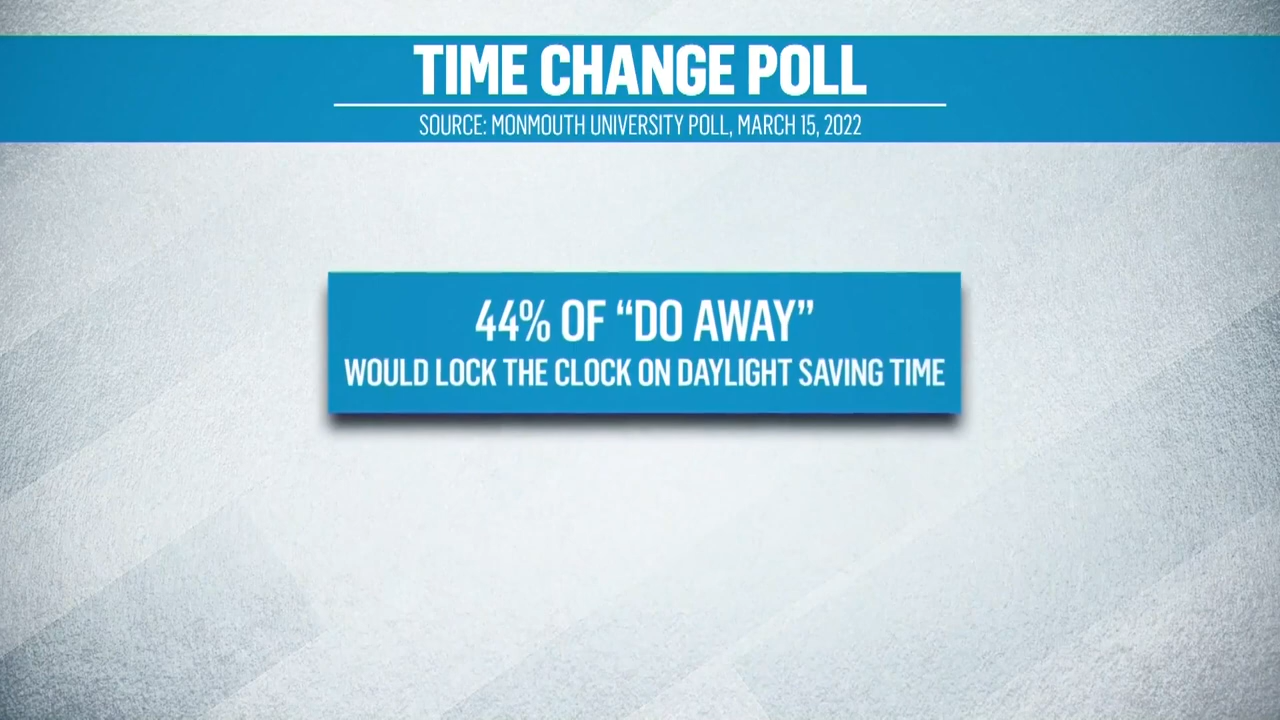 TIME CHANGE POLL
SOURCE: MONMOUTH UNIVERSITY POLL, MARCH 15, 2022
44% OF “DO AWAY”
WOULD LOCK THE CLOCK ON DAYLIGHT SAVING TIME